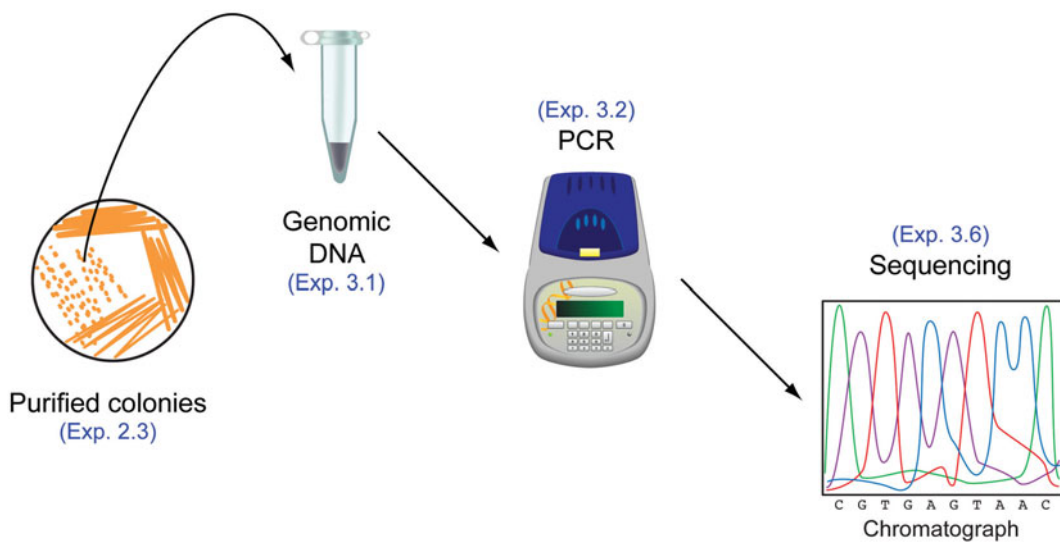 Purified colonies
(Exp. 2.3)
Genomic
DNA
(Exp. 3.1)
(Exp. 3.2)
PCR
(Exp. 3.6)
Sequencing
C G T G A G T A A C
Chromatograph